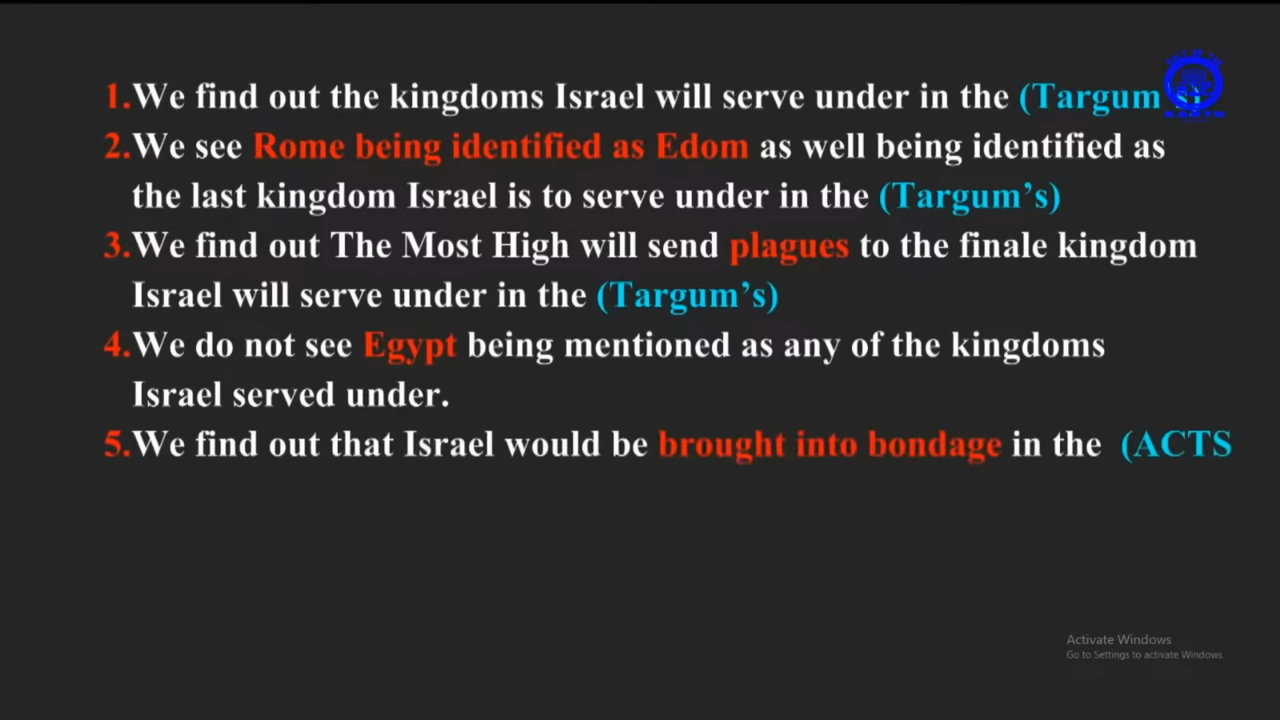 1.We find out the kingdoms Israel will serve under in the (Targum's)
2.We see Rome being identified as Edom as well being identified as
the last kingdom Israel is to serve under in the (Targum's)
3.We find out The Most High will send plagues to the finale kingdom
Israel will serve under in the (Targum's)
4.We do not see Egypt being mentioned as any of the kingdoms
Israel served under.
5.We find out that Israel would be brought into bondage in the (ACTS
Activate Windows
Go to Settings to activate Windows.